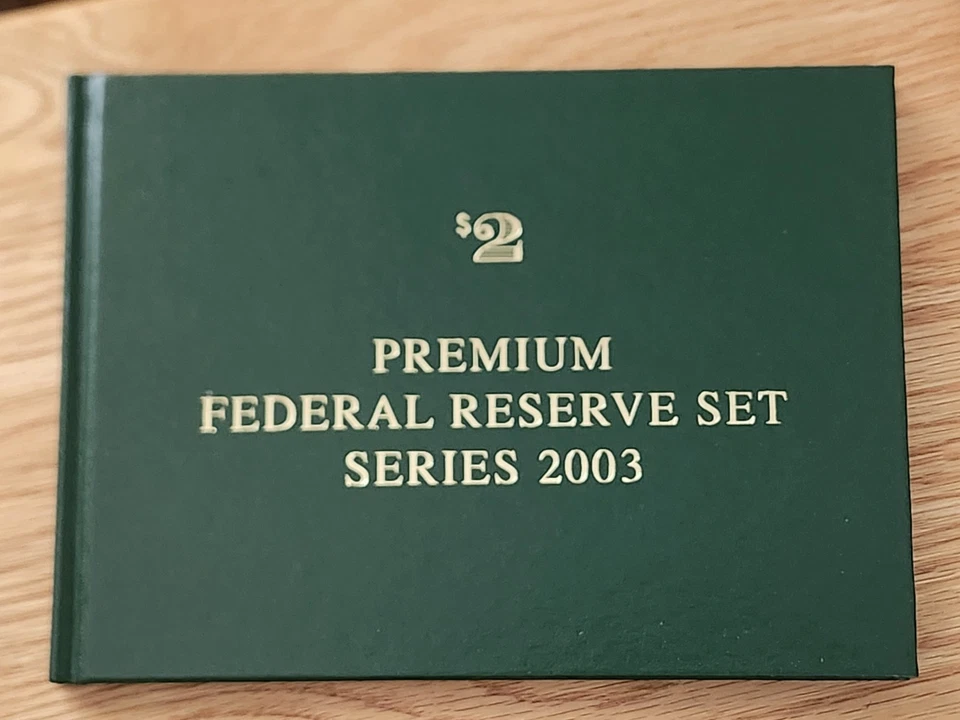 $2
PREMIUM
FEDERAL RESERVE SET
SERIES 2003